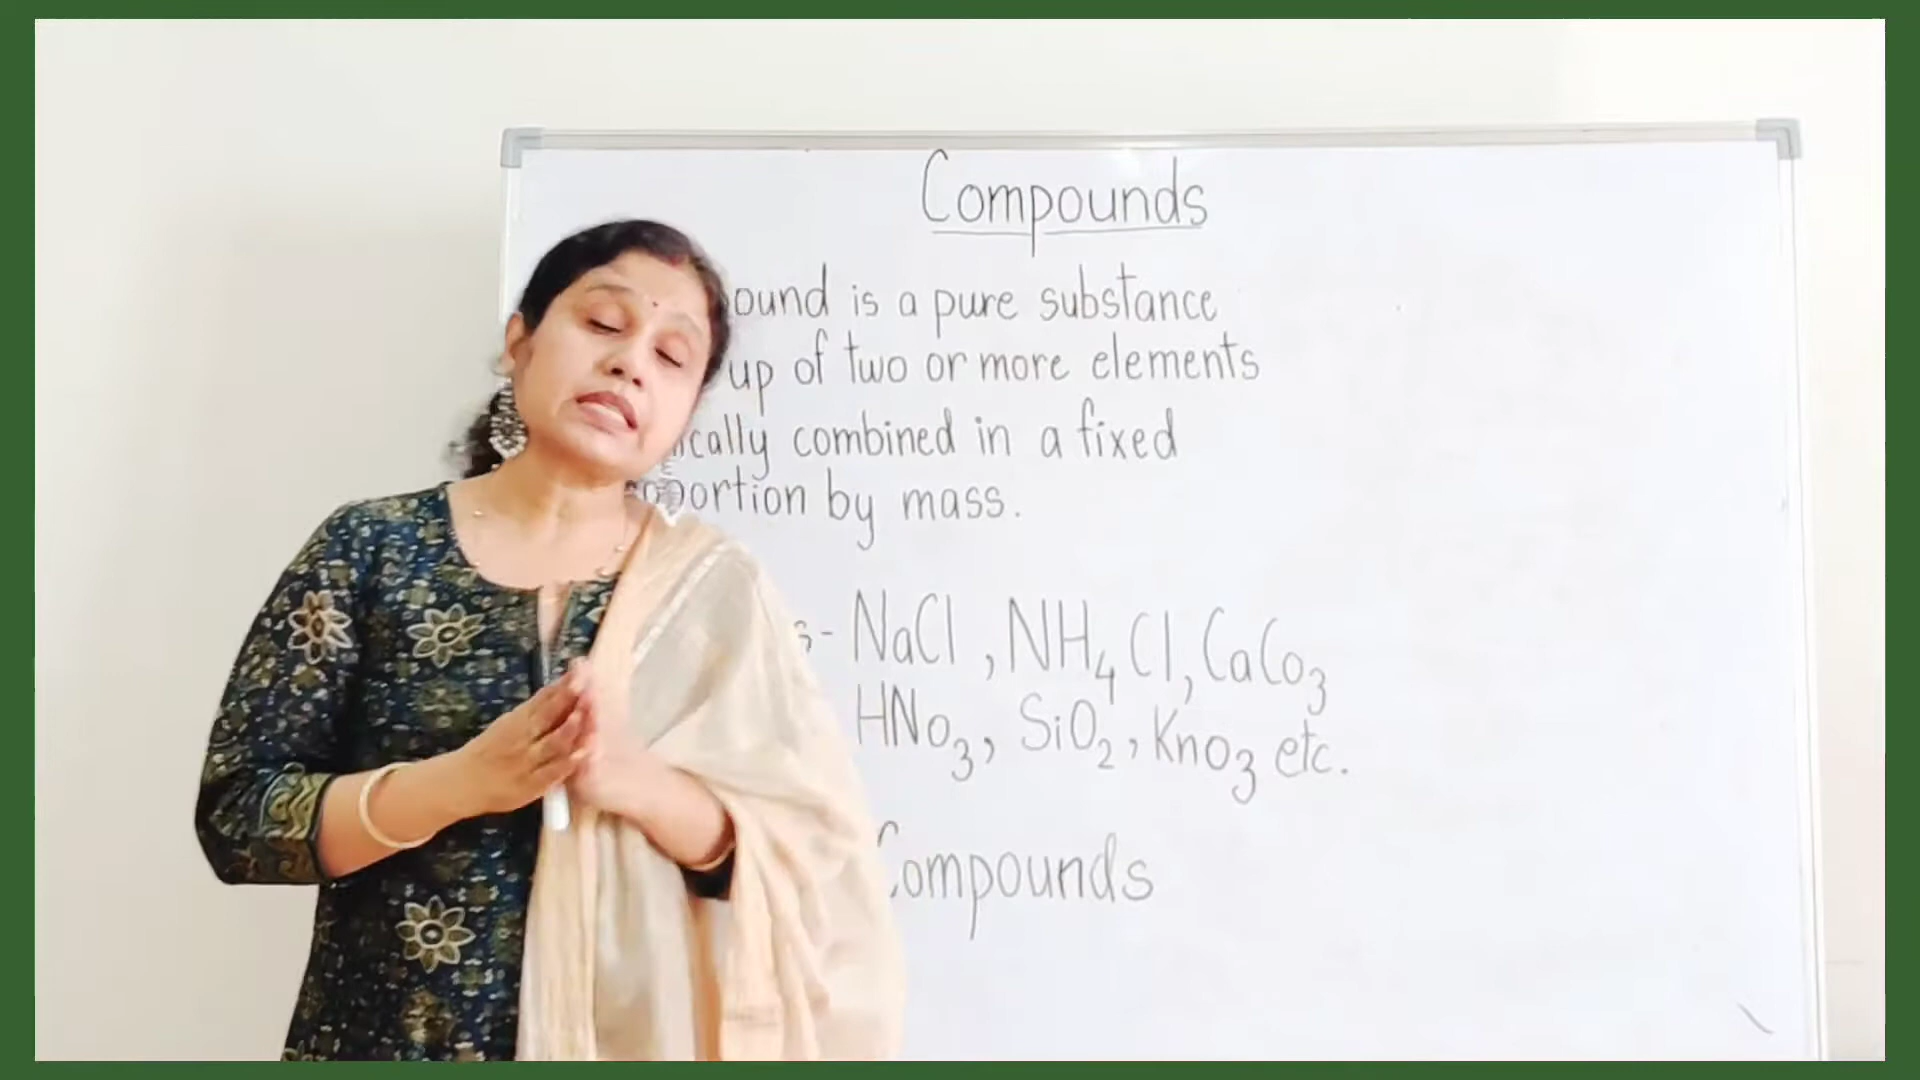 Compounds
ound is a pure substance
up of two or more elements
ically combined in a fixed
oportion by mass.
s- NaCl, NH4Cl, CaCo3
HNo3, SiO2, Kno3 etc.
Compounds